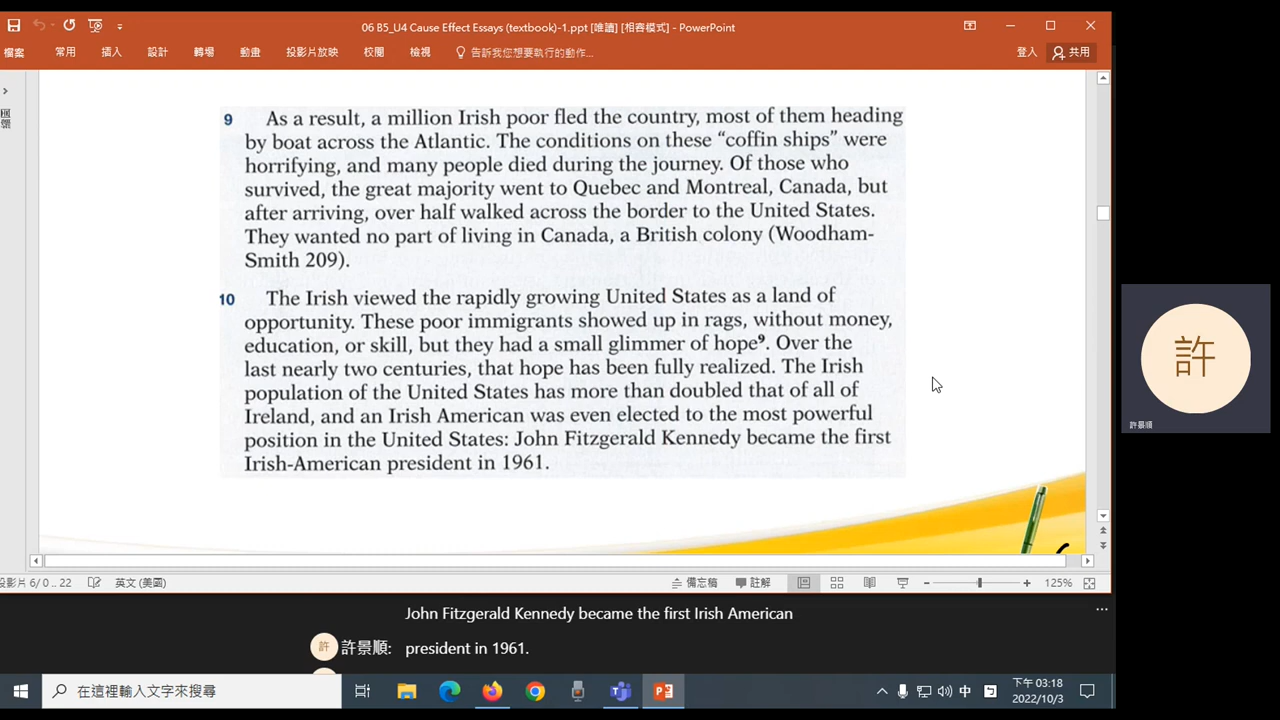 06 B5_U4 Cause Effect Essays (textbook)-1.ppt [唯讀] [相容模式] - PowerPoint
檔案 常用 插入 設計 轉場 動畫 投影片放映 校閱 檢視 告訴我您想要執行的動作... 登入 共用
9 As a result, a million Irish poor fled the country, most of them heading
by boat across the Atlantic. The conditions on these “coffin ships” were
horrifying, and many people died during the journey. Of those who
survived, the great majority went to Quebec and Montreal, Canada, but
after arriving, over half walked across the border to the United States.
They wanted no part of living in Canada, a British colony (Woodham-
Smith 209).
10 The Irish viewed the rapidly growing United States as a land of
opportunity. These poor immigrants showed up in rags, without money,
education, or skill, but they had a small glimmer of hope⁹. Over the
last nearly two centuries, that hope has been fully realized. The Irish
population of the United States has more than doubled that of all of
Ireland, and an Irish American was even elected to the most powerful
position in the United States: John Fitzgerald Kennedy became the first
Irish-American president in 1961.
許
許景順
投影片 6/0 .. 22 英文 (美國) 備忘稿 註解 125%
John Fitzgerald Kennedy became the first Irish American
許 許景順: president in 1961.
在這裡輸入文字來搜尋
中
下午 03:18
2022/10/3